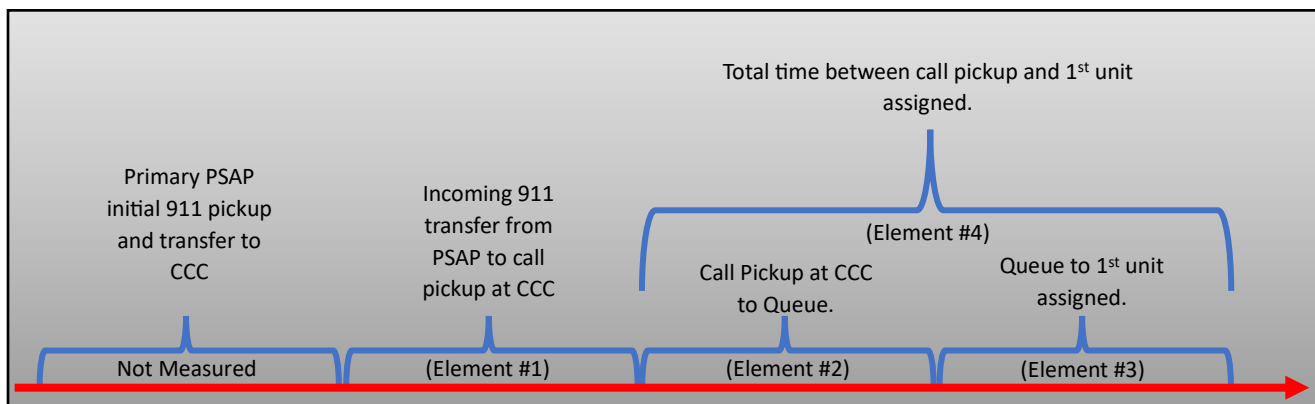 Total time between call pickup and 1st unit
assigned.
Primary PSAP
initial 911 pickup
and transfer to
CCC
Incoming 911
transfer from
PSAP to call
pickup at CCC
(Element #4)
Call Pickup at CCC
to Queue.
Queue to 1st unit
assigned.
Not Measured
(Element #1)
(Element #2)
(Element #3)